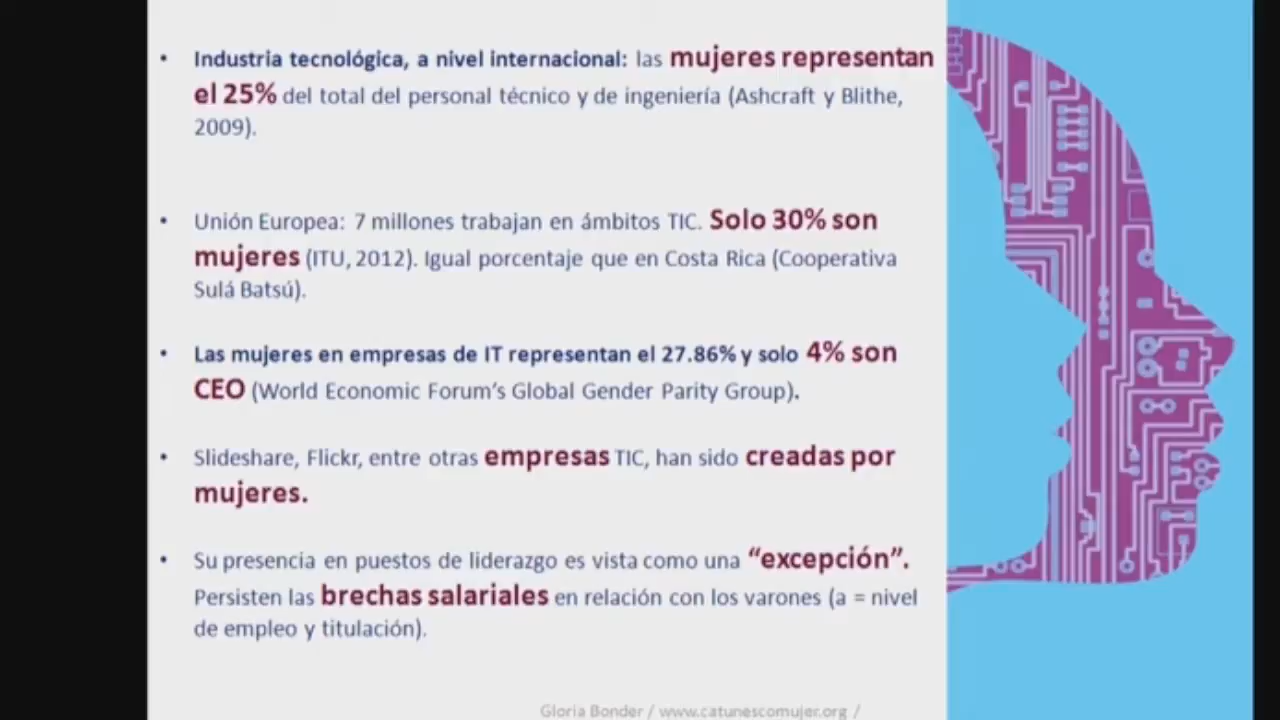 • Industria tecnológica, a nivel internacional: las mujeres representan
el 25% del total del personal técnico y de ingeniería (Ashcraft y Blithe,
2009).
• Unión Europea: 7 millones trabajan en ámbitos TIC. Solo 30% son
mujeres (ITU, 2012). Igual porcentaje que en Costa Rica (Cooperativa
Sulá Batsú).
• Las mujeres en empresas de IT representan el 27.86% y solo 4% son
CEO (World Economic Forum’s Global Gender Parity Group).
• Slideshare, Flickr, entre otras empresas TIC, han sido creadas por
mujeres.
• Su presencia en puestos de liderazgo es vista como una “excepción”.
Persisten las brechas salariales en relación con los varones (a = nivel
de empleo y titulación).
Gloria Bonder / www.catunescomujer.org /